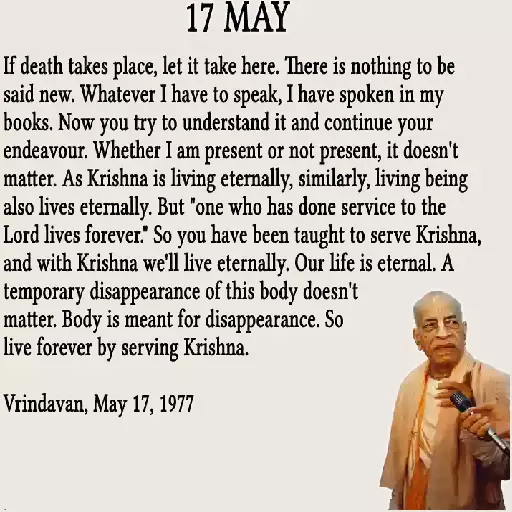 17 MAY
If death takes place, let it take here. There is nothing to be
said new. Whatever I have to speak, I have spoken in my
books. Now you try to understand it and continue your
endeavour. Whether I am present or not present, it doesn't
matter. As Krishna is living eternally, similarly, living being
also lives eternally. But "one who has done service to the
Lord lives forever." So you have been taught to serve Krishna,
and with Krishna we'll live eternally. Our life is eternal. A
temporary disappearance of this body doesn't
matter. Body is meant for disappearance. So
live forever by serving Krishna.
Vrindavan, May 17, 1977